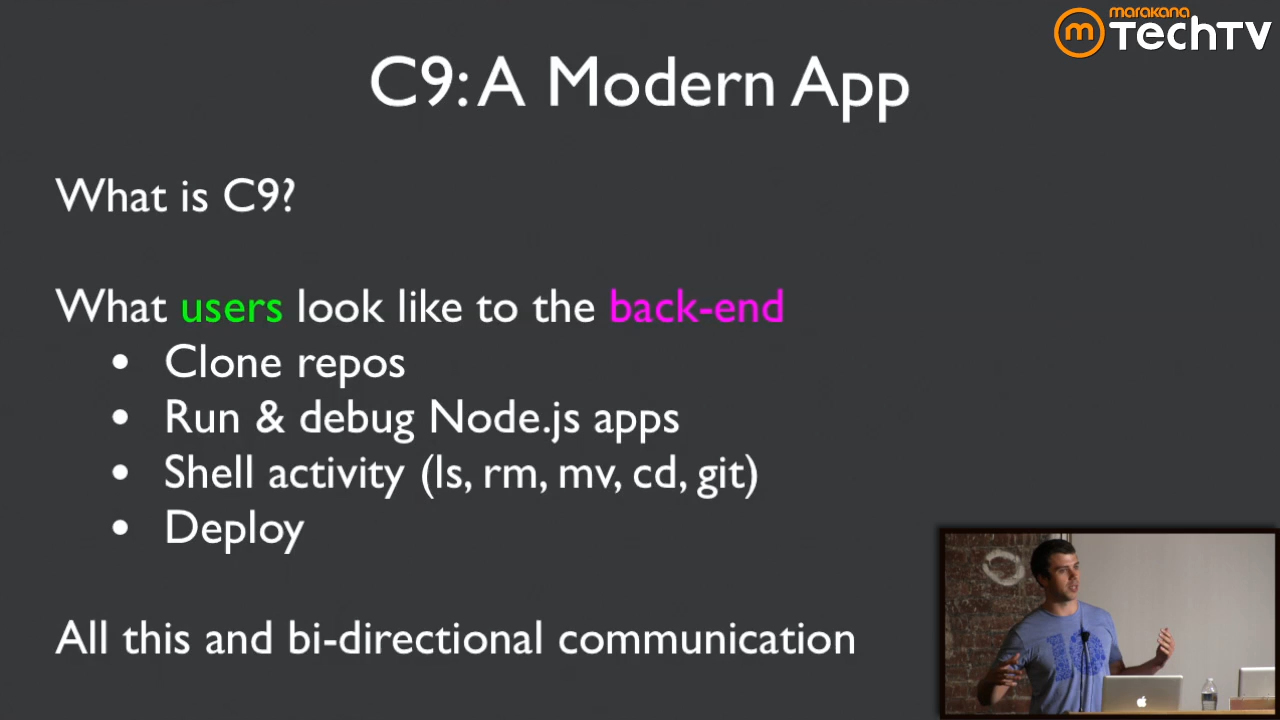 marakana
m TechTV
C9: A Modern App
What is C9?
What users look like to the back-end
• Clone repos
• Run & debug Node.js apps
• Shell activity (ls, rm, mv, cd, git)
• Deploy
All this and bi-directional communication